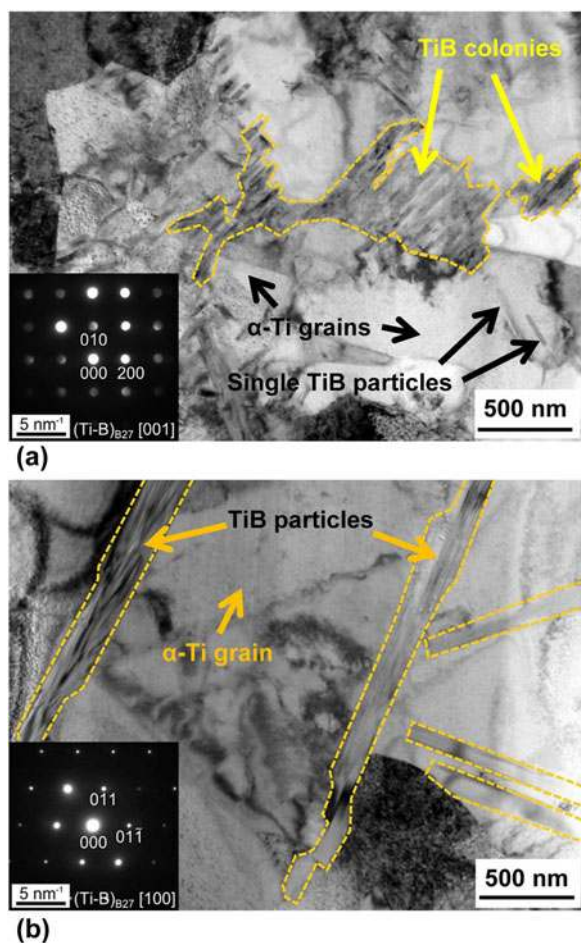 TiB colonies
α-Ti grains
Single TiB particles
010
000 200
5 nm⁻¹ (Ti-B)B27 [001]
500 nm
(a)
TiB particles
α-Ti grain
011
011̄
000
5 nm⁻¹ (Ti-B)B27 [100]
500 nm
(b)